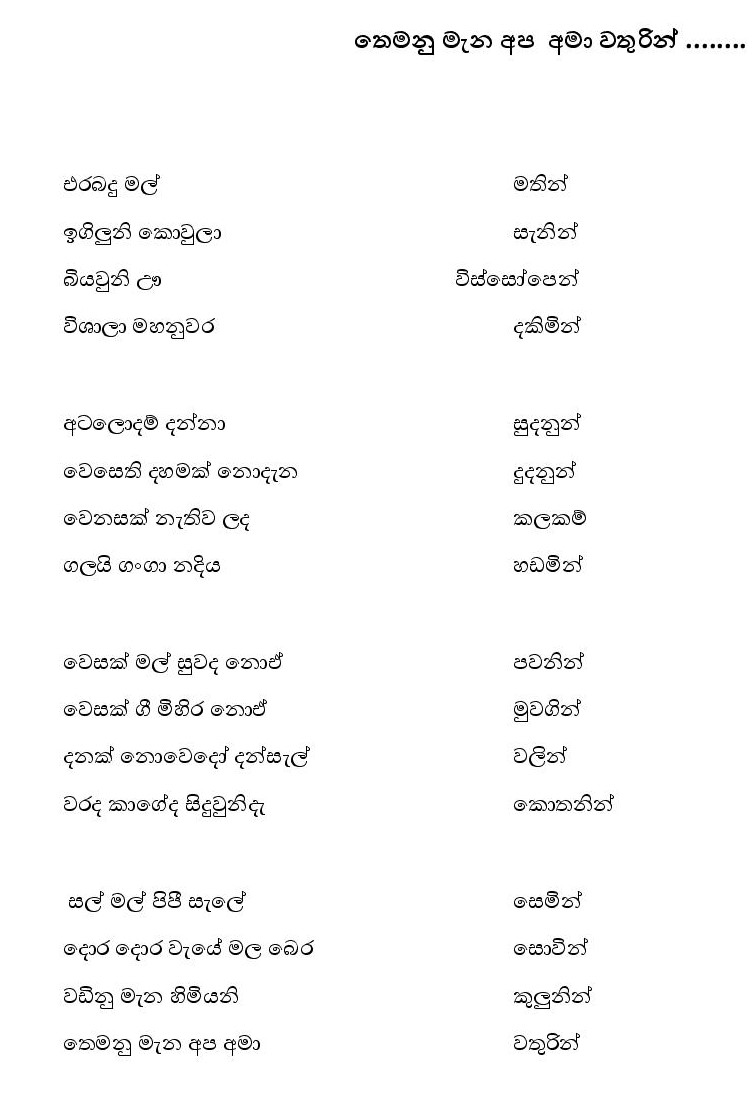 තෙමනු මැන අප අමා වතුරින් ........
එරබදු මල් මතින්
ඉගිලුනි කොවුලා සැනින්
බියවුනි ඌ විස්සෝපෙන්
විශාලා මහනුවර දකිමින්
අටලොදම් දන්නා සුදනුන්
වෙසෙති දහමක් නොදැන දුදනුන්
වෙනසක් නැතිව ලද කලකම්
ගලයි ගංගා නදිය හඩමින්
වෙසක් මල් සුවද නොඒ පවනින්
වෙසක් ගී මිහිර නොඒ මුවගින්
දනක් නොවෙදෝ දන්සැල් වලින්
වරද කාගේද සිදුවුනිදැ කොතනින්
සල් මල් පිපී සැලේ සෙමින්
දොර දොර වැයේ මල බෙර සොවින්
වඩිනු මැන හිමියනි කුලුනින්
තෙමනු මැන අප අමා වතුරින්